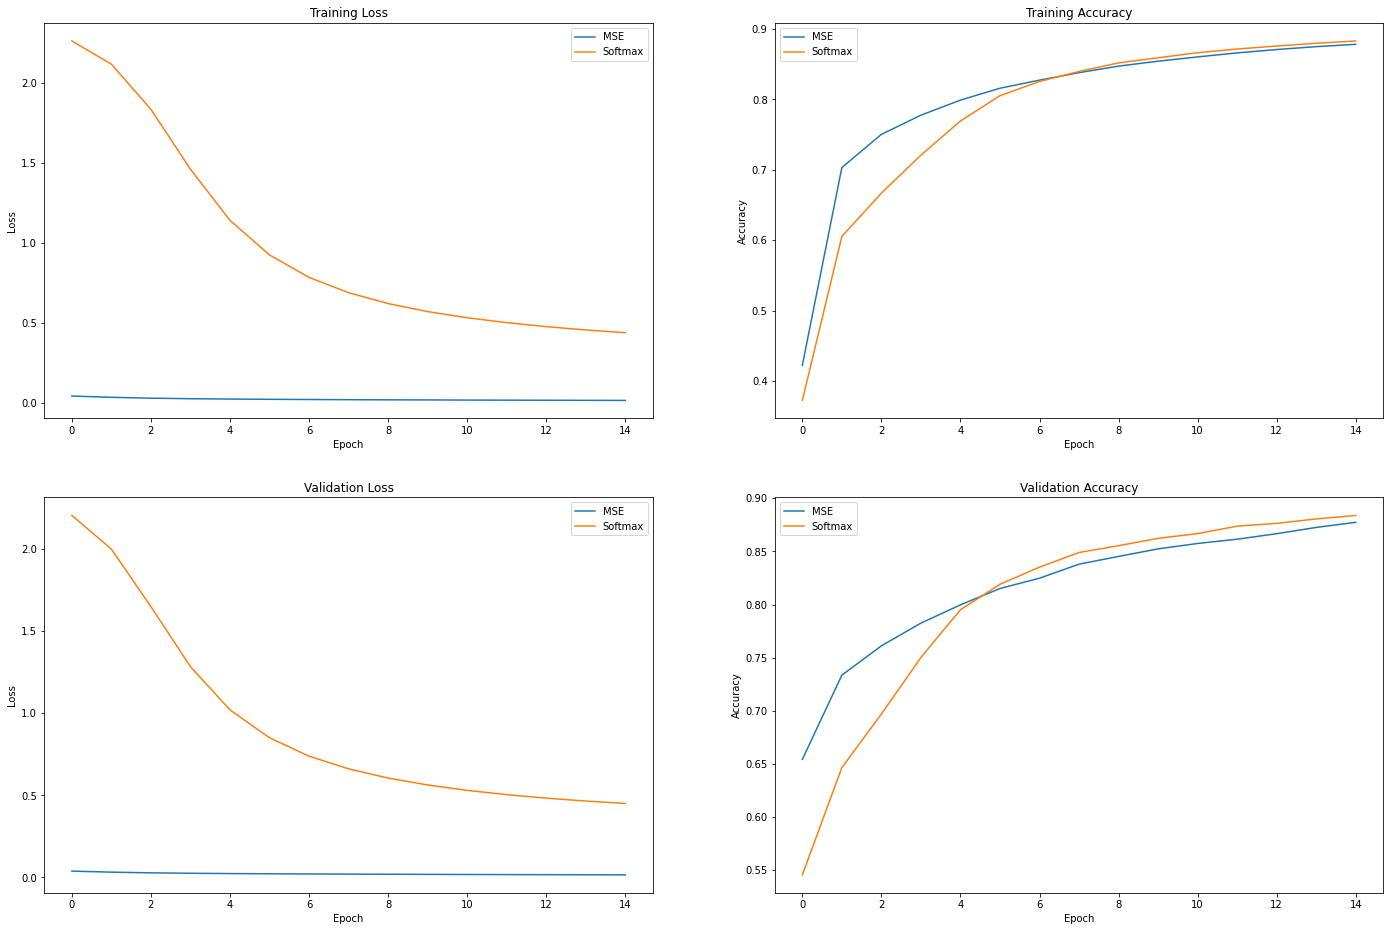 Training Loss
MSE
Softmax
Loss
2.0
1.5
1.0
0.5
0.0
0 2 4 6 8 10 12 14
Epoch
Training Accuracy
MSE
Softmax
Accuracy
0.9
0.8
0.7
0.6
0.5
0.4
0 2 4 6 8 10 12 14
Epoch
Validation Loss
MSE
Softmax
Loss
2.0
1.5
1.0
0.5
0.0
0 2 4 6 8 10 12 14
Epoch
Validation Accuracy
MSE
Softmax
Accuracy
0.90
0.85
0.80
0.75
0.70
0.65
0.60
0.55
0 2 4 6 8 10 12 14
Epoch